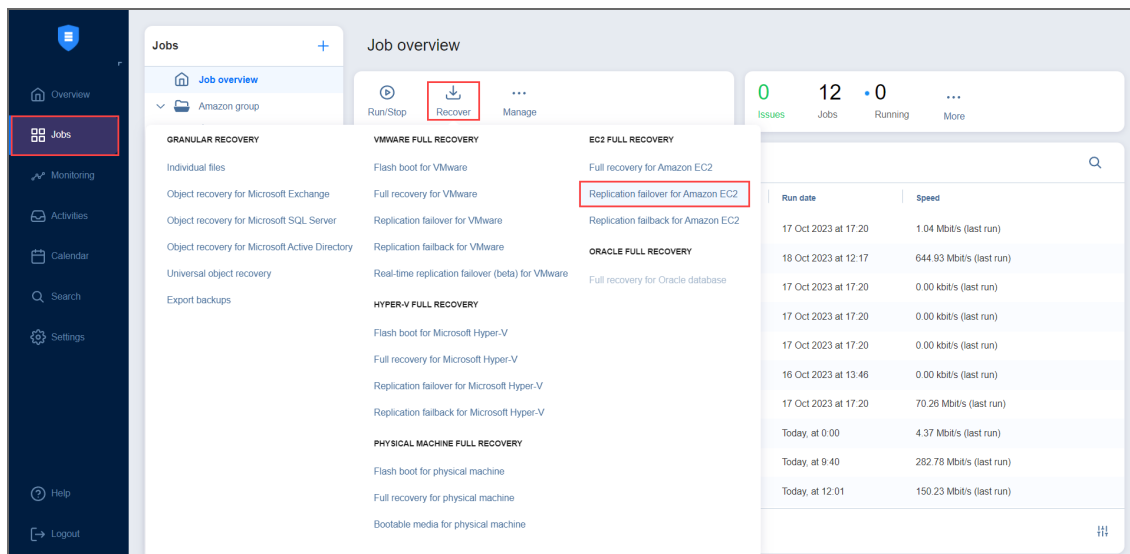 Overview
Jobs
Monitoring
Activities
Calendar
Search
Settings
Help
Logout
Jobs
+
Job overview
Amazon group
Job overview
Run/Stop
Recover
Manage
0
Issues
12
Jobs
0
Running
More
GRANULAR RECOVERY
Individual files
Object recovery for Microsoft Exchange
Object recovery for Microsoft SQL Server
Object recovery for Microsoft Active Directory
Universal object recovery
Export backups
VMWARE FULL RECOVERY
Flash boot for VMware
Full recovery for VMware
Replication failover for VMware
Replication failback for VMware
Real-time replication failover (beta) for VMware
HYPER-V FULL RECOVERY
Flash boot for Microsoft Hyper-V
Full recovery for Microsoft Hyper-V
Replication failover for Microsoft Hyper-V
Replication failback for Microsoft Hyper-V
PHYSICAL MACHINE FULL RECOVERY
Flash boot for physical machine
Full recovery for physical machine
Bootable media for physical machine
EC2 FULL RECOVERY
Full recovery for Amazon EC2
Replication failover for Amazon EC2
Replication failback for Amazon EC2
ORACLE FULL RECOVERY
Full recovery for Oracle database
Run date Speed
17 Oct 2023 at 17:20 1.04 Mbit/s (last run)
18 Oct 2023 at 12:17 644.93 Mbit/s (last run)
17 Oct 2023 at 17:20 0.00 kbit/s (last run)
17 Oct 2023 at 17:20 0.00 kbit/s (last run)
17 Oct 2023 at 17:20 0.00 kbit/s (last run)
16 Oct 2023 at 13:46 0.00 kbit/s (last run)
17 Oct 2023 at 17:20 70.26 Mbit/s (last run)
Today, at 0:00 4.37 Mbit/s (last run)
Today, at 9:40 282.78 Mbit/s (last run)
Today, at 12:01 150.23 Mbit/s (last run)